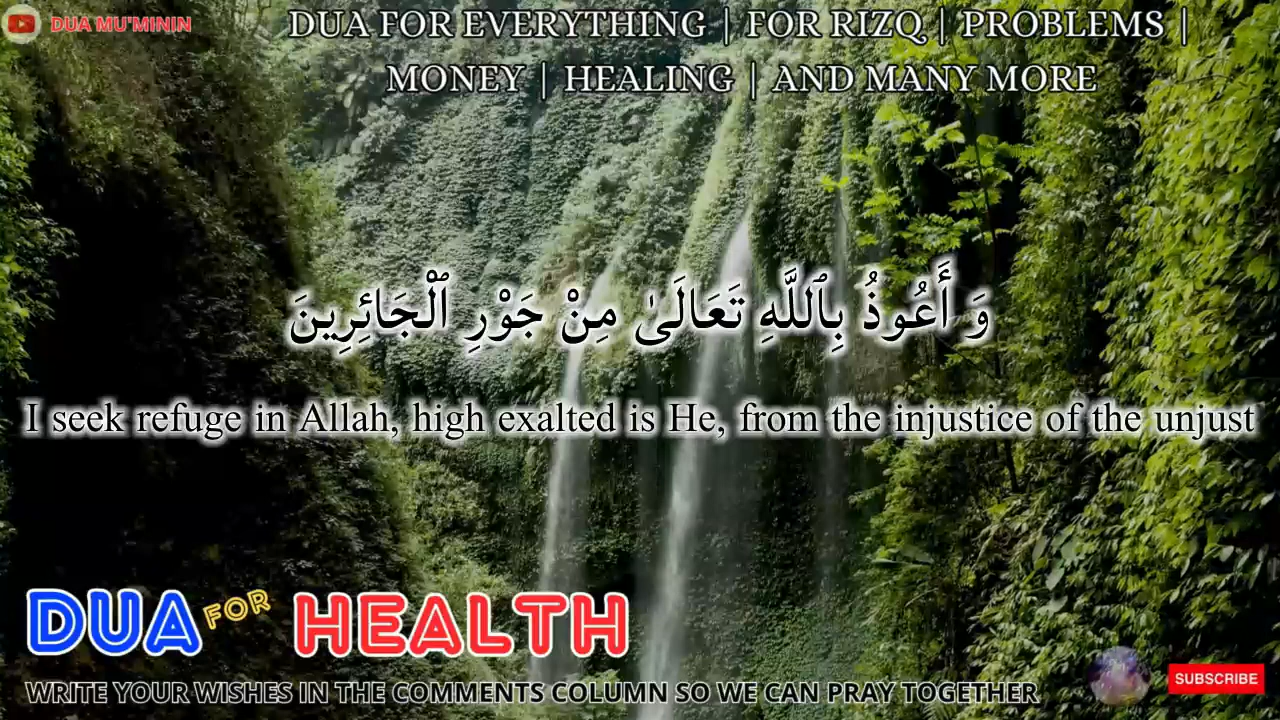 DUA MU'MININ
DUA FOR EVERYTHING | FOR RIZQ | PROBLEMS |
MONEY | HEALING | AND MANY MORE
وَ أَعُوذُ بِٱللَّهِ تَعَالَىٰ مِنْ جَوْرِ ٱلْجَائِرِينَ
I seek refuge in Allah, high exalted is He, from the injustice of the unjust
DUA FOR HEALTH
WRITE YOUR WISHES IN THE COMMENTS COLUMN SO WE CAN PRAY TOGETHER
SUBSCRIBE